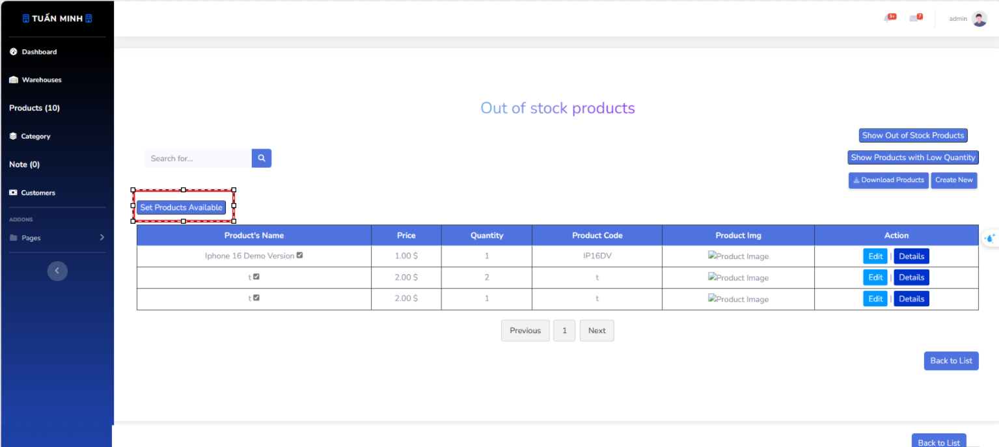 TUẤN MINH
3+
7
admin
Dashboard
Warehouses
Products (10)
Category
Note (0)
Customers
ADDONS
Pages
Out of stock products
Show Out of Stock Products
Search for...
Show Products with Low Quantity
Download Products Create New
Set Products Available
Product's Name Price Quantity Product Code Product Img Action
Iphone 16 Demo Version 1.00 $ 1 IP16DV Product Image Edit | Details
t 2.00 $ 2 t Product Image Edit | Details
t 2.00 $ 1 t Product Image Edit | Details
Previous 1 Next
Back to List
Back to List